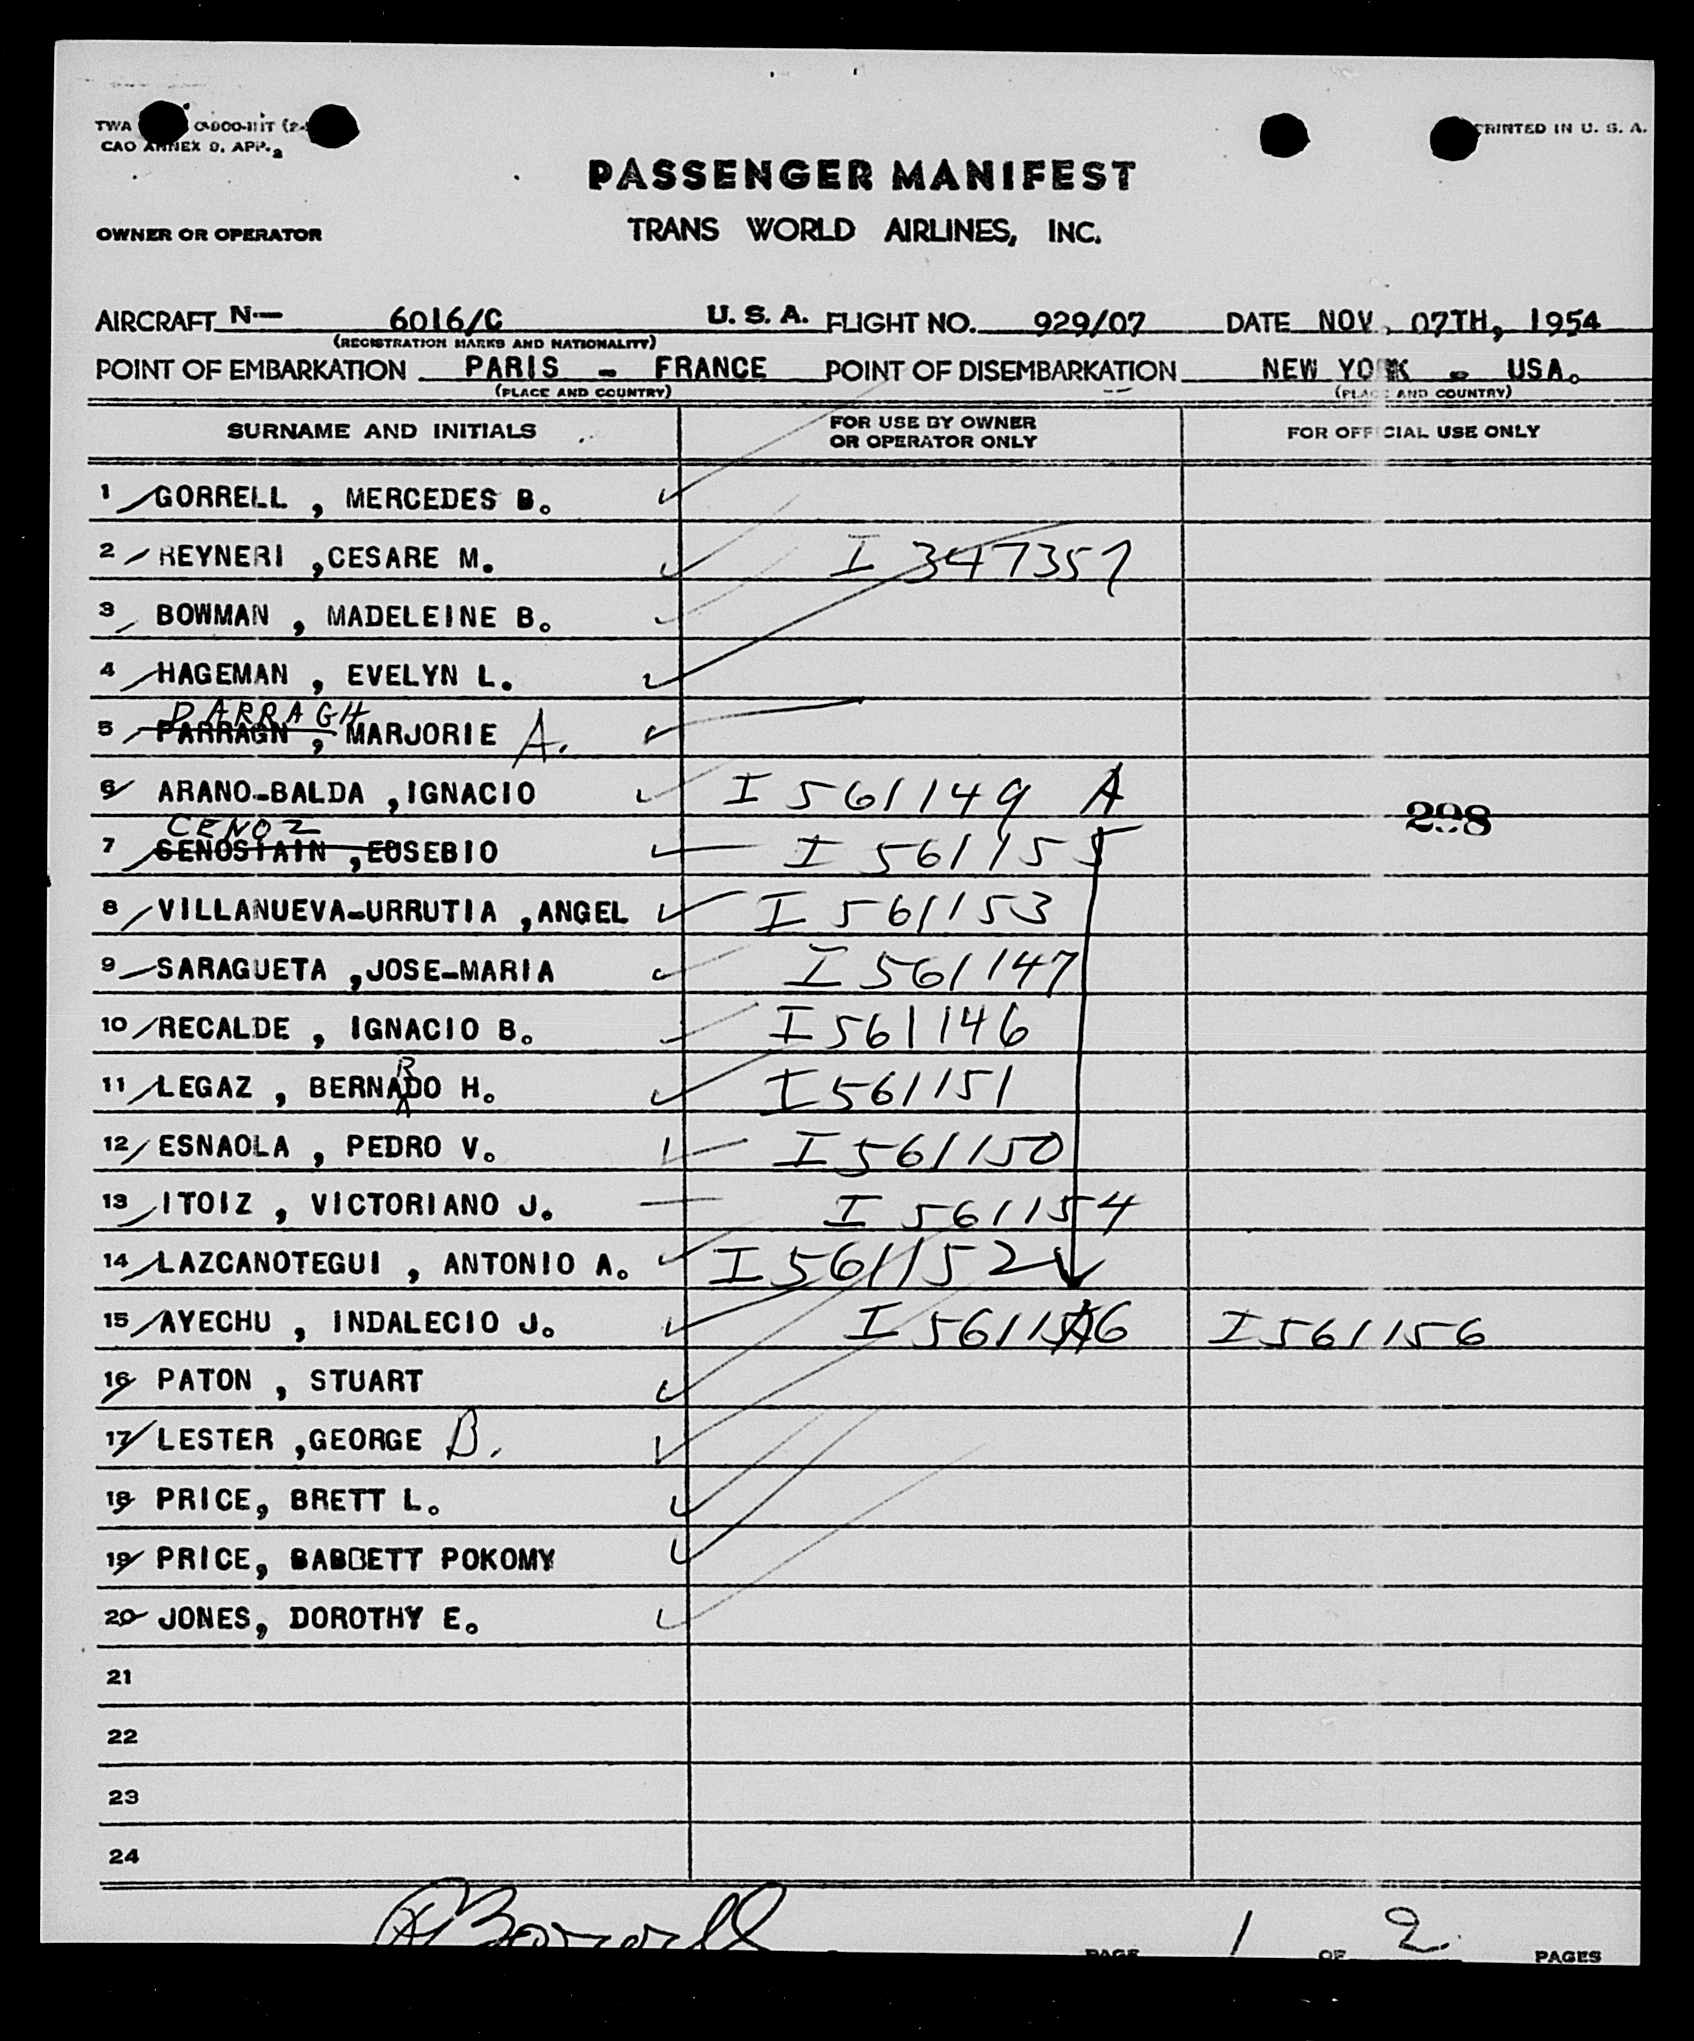 TWA
CAO ANNEX 9, APP. 2
PRINTED IN U. S. A.
PASSENGER MANIFEST
OWNER OR OPERATOR TRANS WORLD AIRLINES, INC.
AIRCRAFT N— 6016/C U. S. A. FLIGHT NO. 929/07 DATE NOV. 07TH, 1954
(REGISTRATION MARKS AND NATIONALITY)
POINT OF EMBARKATION PARIS - FRANCE POINT OF DISEMBARKATION NEW YORK - USA.
(PLACE AND COUNTRY) (PLACE AND COUNTRY)
SURNAME AND INITIALS FOR USE BY OWNER OR OPERATOR ONLY FOR OFFICIAL USE ONLY
1 GORRELL , MERCEDES B.
2 REYNERI ,CESARE M. I 347357
3 BOWMAN , MADELEINE B.
4 HAGEMAN , EVELYN L.
DARRAGH
5 PARRAGN , MARJORIE A.
6 ARANO-BALDA ,IGNACIO I 561149 A
298
CENOZ
7 SENOSIAIN ,EUSEBIO I 561155
8 VILLANUEVA-URRUTIA ,ANGEL I 561153
9 SARAGUETA ,JOSE-MARIA I 561147
10 RECALDE , IGNACIO B. I 561146
R
11 LEGAZ , BERNADO H. I 561151
12 ESNAOLA , PEDRO V. I 561150
13 ITOIZ , VICTORIANO J. I 561154
14 LAZCANOTEGUI , ANTONIO A. I 561152
15 AYECHU , INDALECIO J. I 561156 I 561156
16 PATON , STUART
17 LESTER ,GEORGE B.
18 PRICE, BRETT L.
19 PRICE, BABBETT POKOMY
20 JONES, DOROTHY E.
21
22
23
24
PAGE 1 OF 2 PAGES